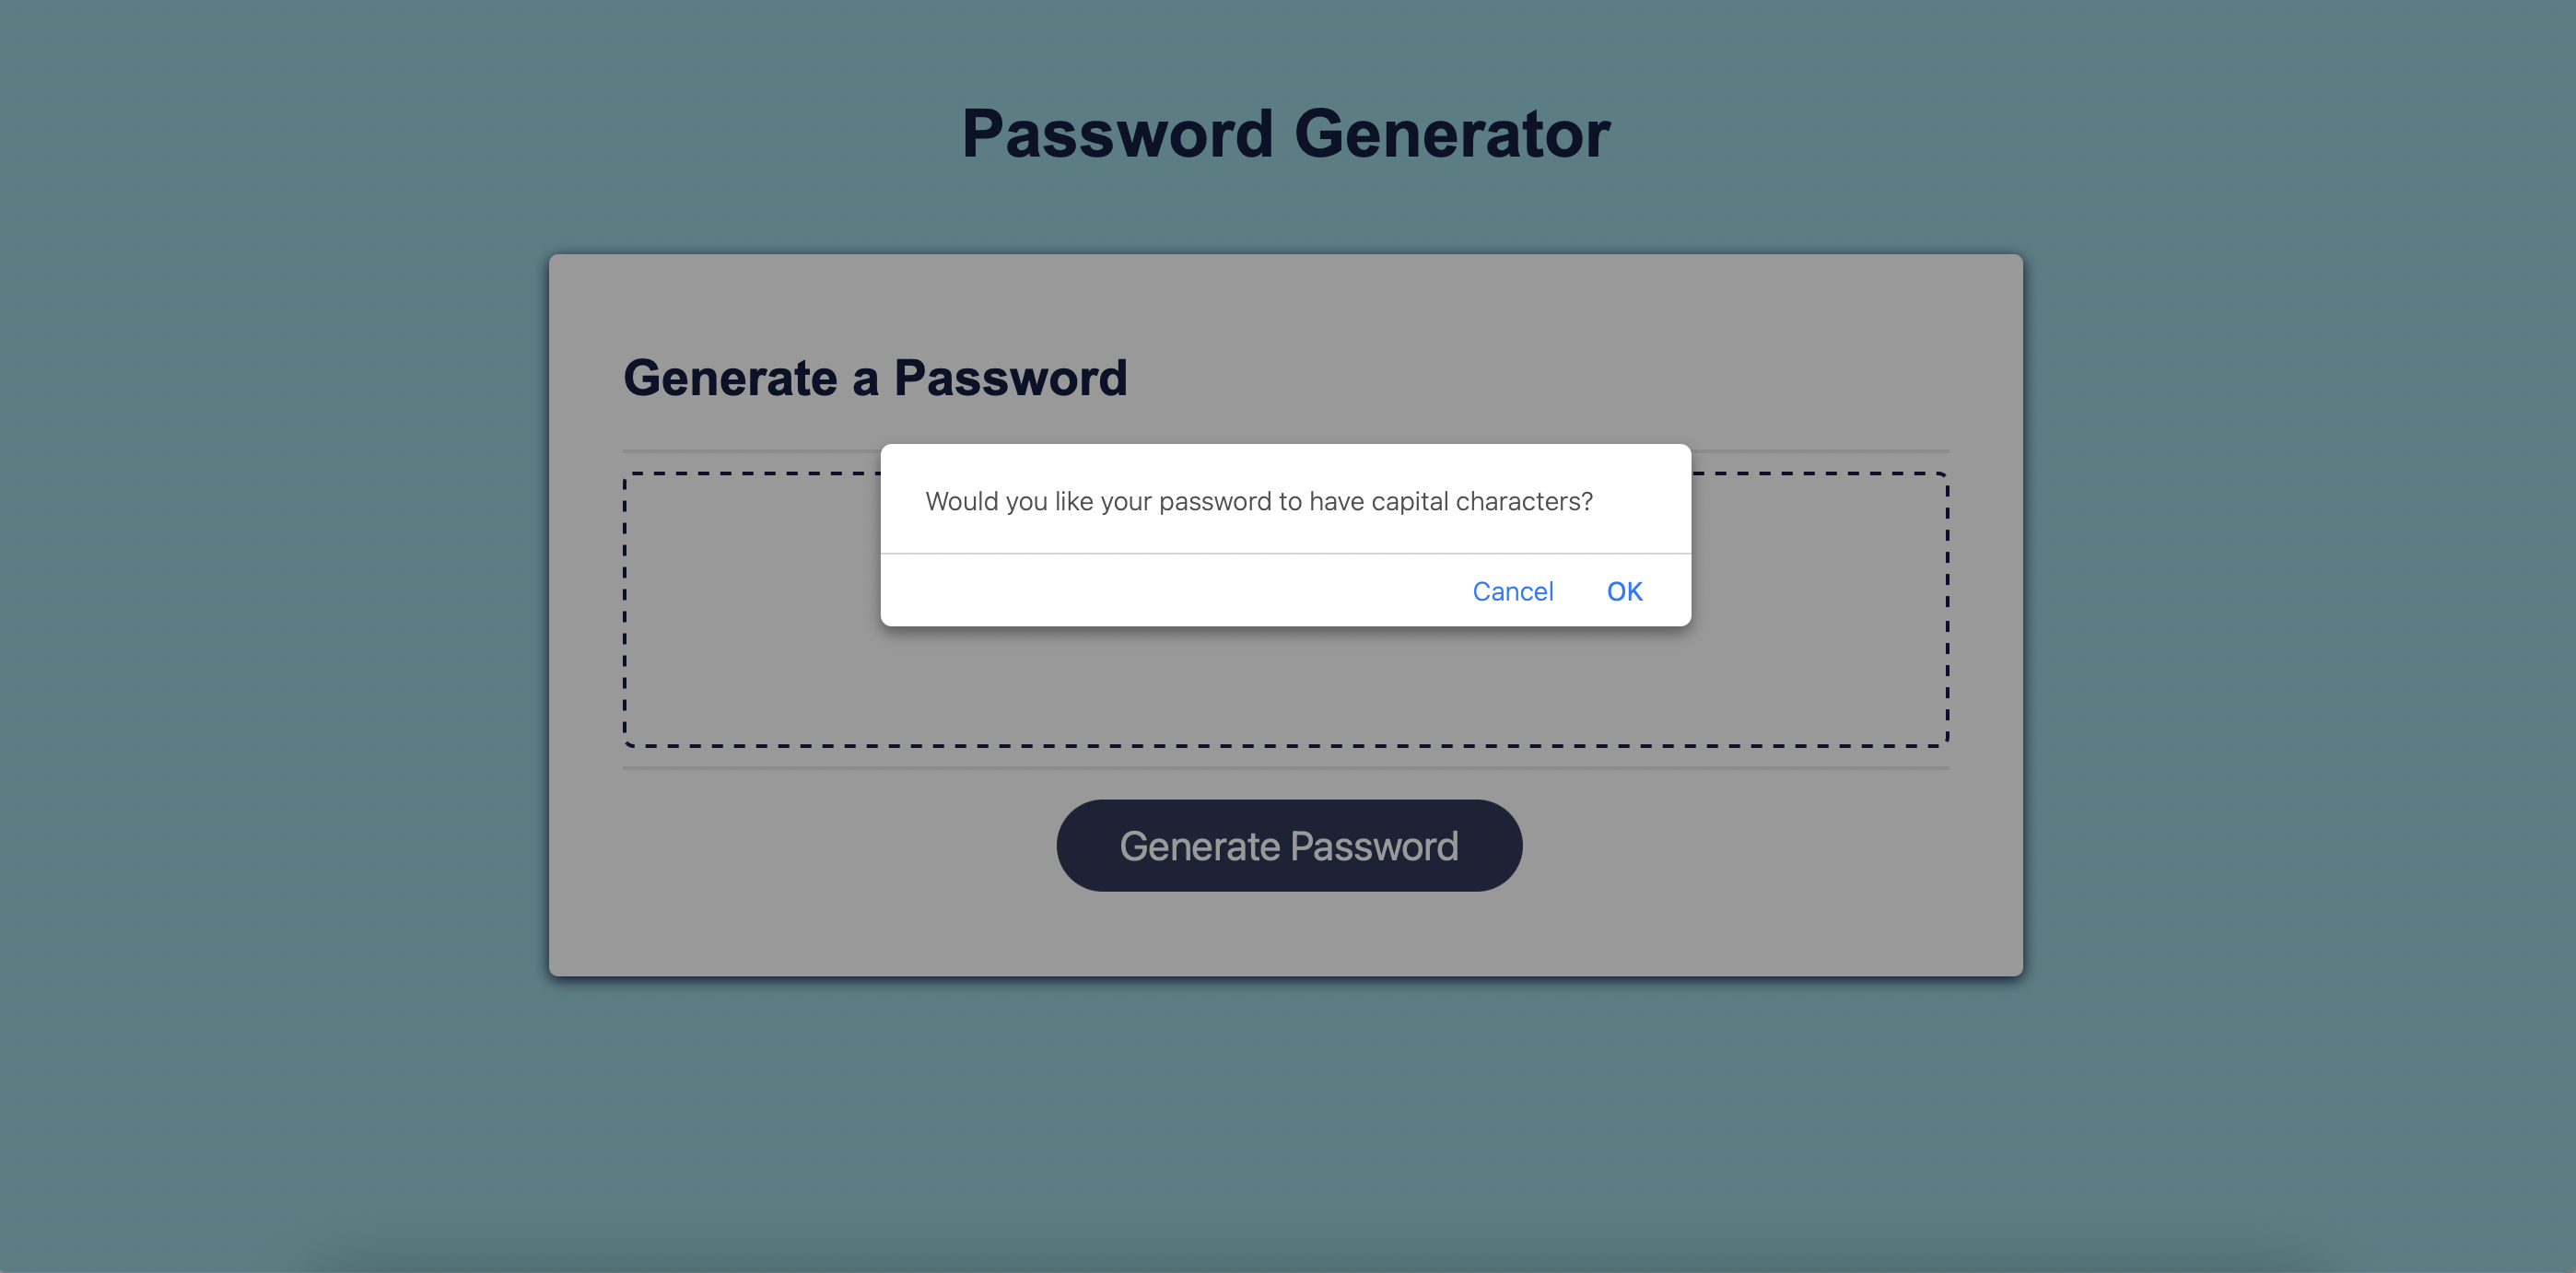 Password Generator
Generate a Password
Would you like your password to have capital characters?
Cancel OK
Generate Password